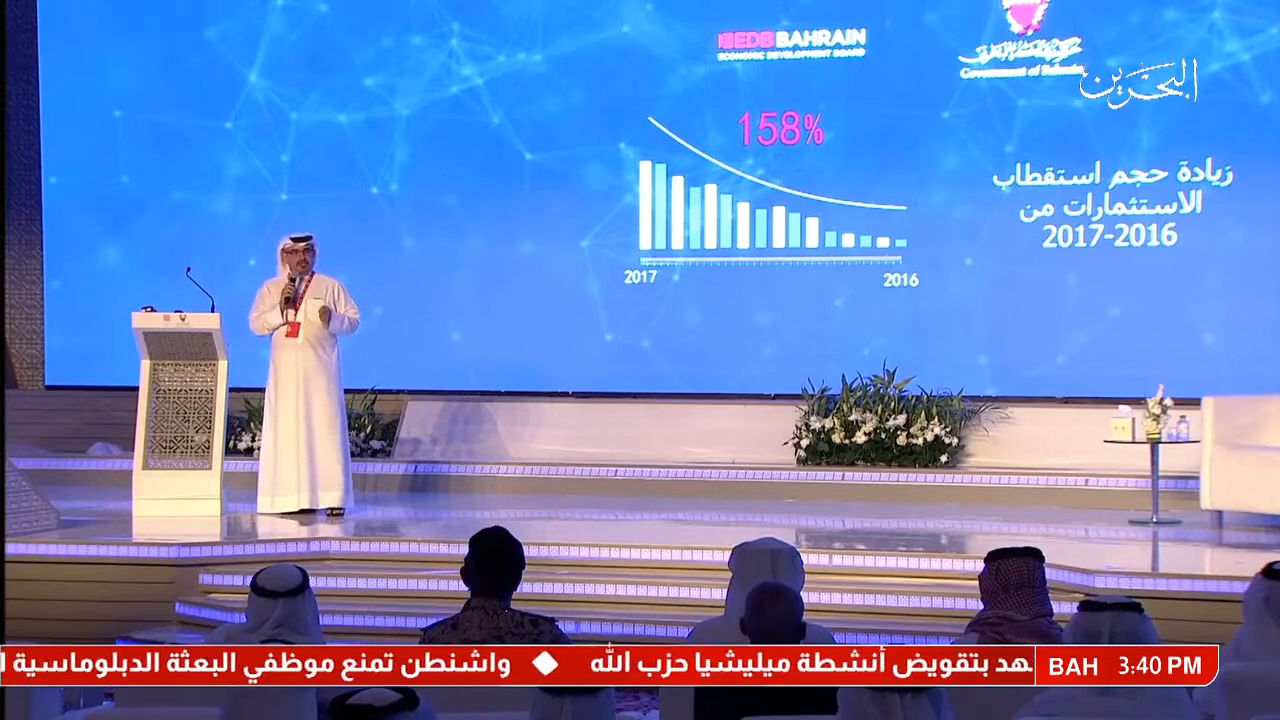 EDB BAHRAIN
ECONOMIC DEVELOPMENT BOARD
Government of Bahrain
البحرين
158%
زيادة حجم استقطاب
الاستثمارات من
2016-2017
2017
2016
بتقويض أنشطة ميليشيا حزب الله ◆ واشنطن تمنع موظفي البعثة الدبلوماسية
BAH 3:40 PM